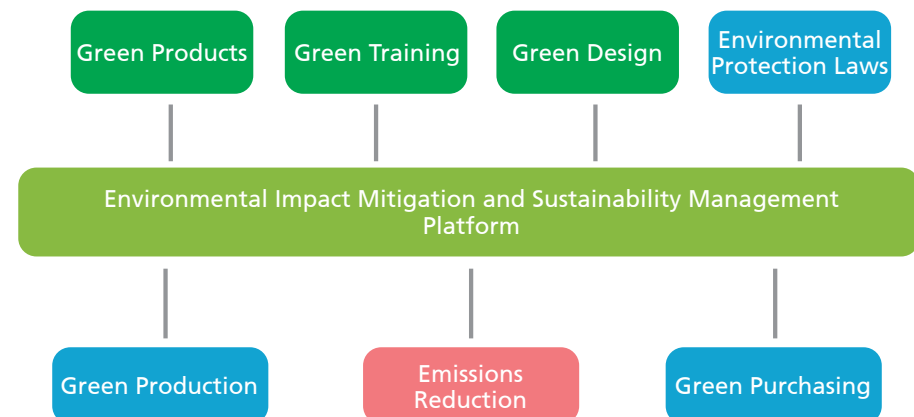 Green Products
Green Training
Green Design
Environmental
Protection Laws
Environmental Impact Mitigation and Sustainability Management
Platform
Green Production
Emissions
Reduction
Green Purchasing